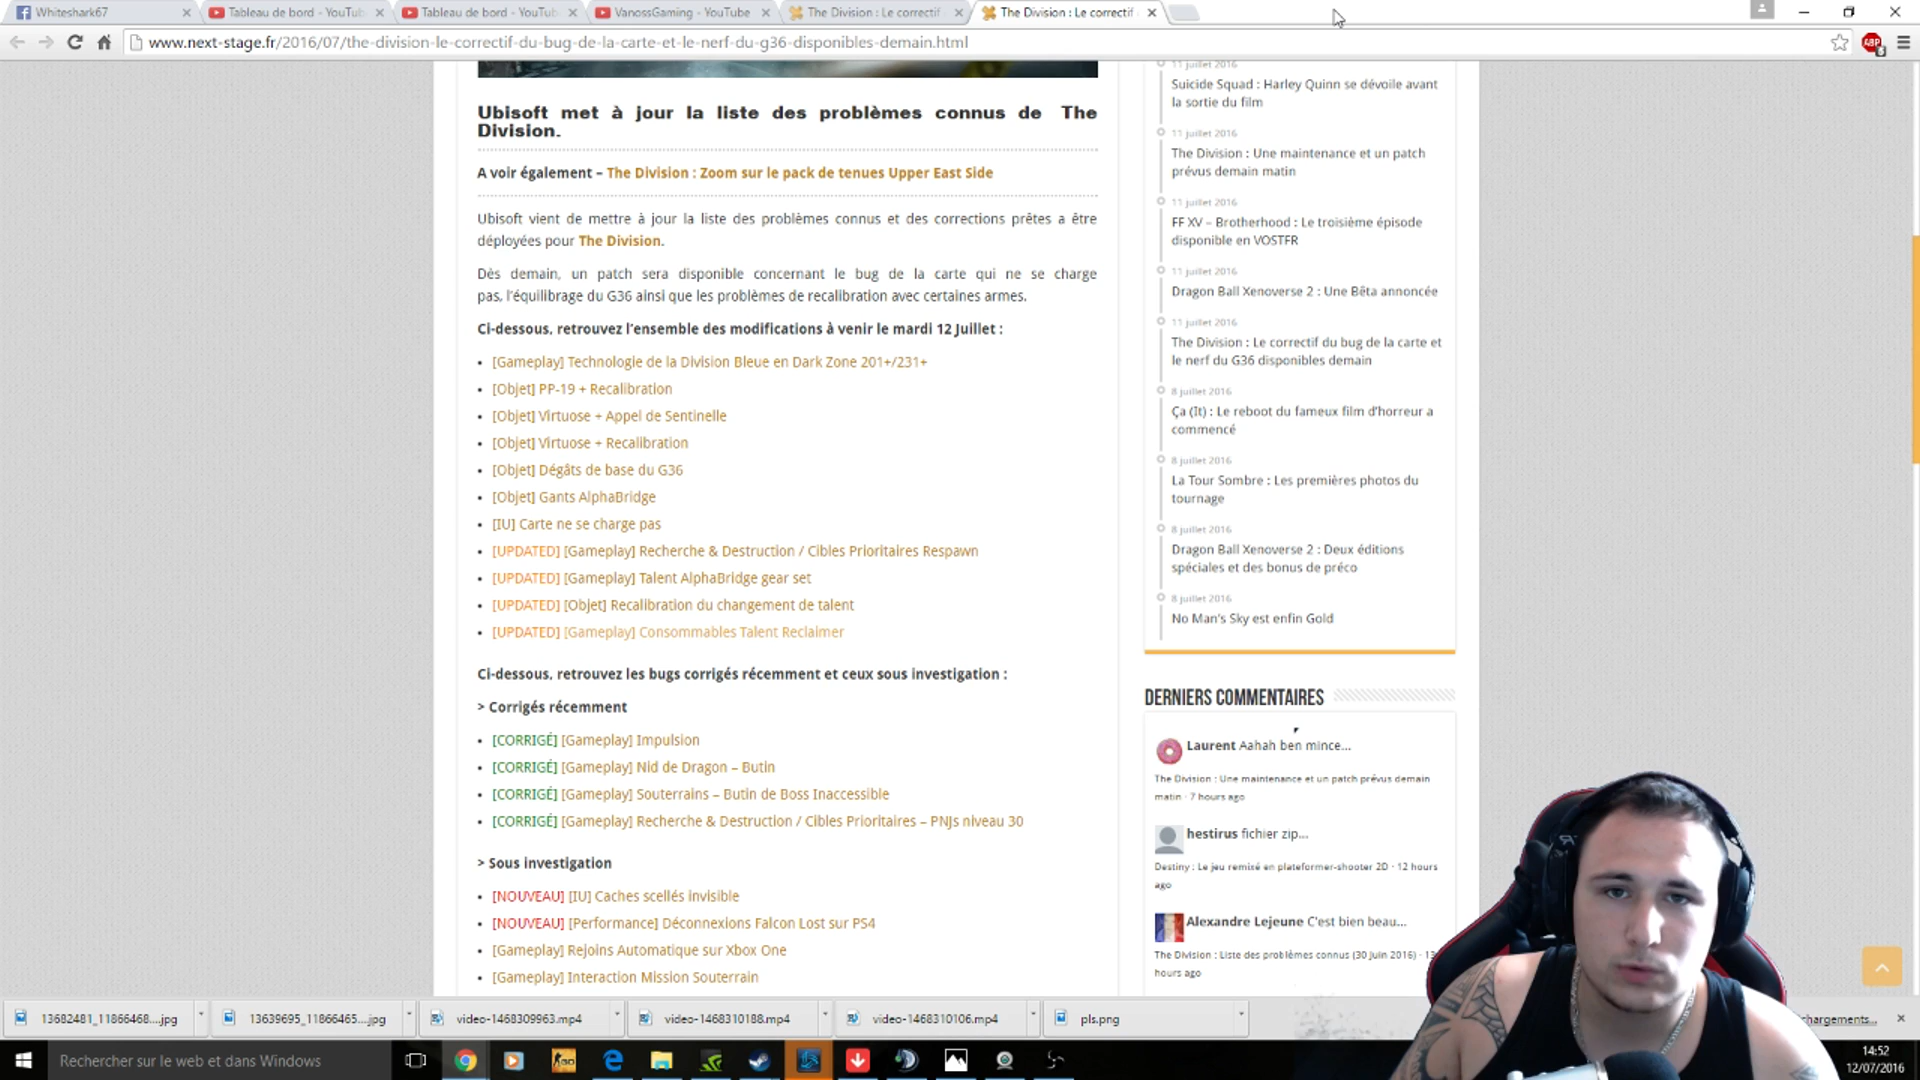 Whiteshark67
Tableau de bord - YouTub
Tableau de bord - YouTub
VanossGaming - YouTube
The Division : Le correctif
The Division : Le correctif
www.next-stage.fr/2016/07/the-division-le-correctif-du-bug-de-la-carte-et-le-nerf-du-g36-disponibles-demain.html
ABP
Ubisoft met à jour la liste des problèmes connus de The
Division.
A voir également – The Division : Zoom sur le pack de tenues Upper East Side
Ubisoft vient de mettre à jour la liste des problèmes connus et des corrections prêtes a être
déployées pour The Division.
Dès demain, un patch sera disponible concernant le bug de la carte qui ne se charge
pas, l'équilibrage du G36 ainsi que les problèmes de recalibration avec certaines armes.
Ci-dessous, retrouvez l'ensemble des modifications à venir le mardi 12 Juillet :
• [Gameplay] Technologie de la Division Bleue en Dark Zone 201+/231+
• [Objet] PP-19 + Recalibration
• [Objet] Virtuose + Appel de Sentinelle
• [Objet] Virtuose + Recalibration
• [Objet] Dégâts de base du G36
• [Objet] Gants AlphaBridge
• [IU] Carte ne se charge pas
• [UPDATED] [Gameplay] Recherche & Destruction / Cibles Prioritaires Respawn
• [UPDATED] [Gameplay] Talent AlphaBridge gear set
• [UPDATED] [Objet] Recalibration du changement de talent
• [UPDATED] [Gameplay] Consommables Talent Reclaimer
Ci-dessous, retrouvez les bugs corrigés récemment et ceux sous investigation :
> Corrigés récemment
• [CORRIGÉ] [Gameplay] Impulsion
• [CORRIGÉ] [Gameplay] Nid de Dragon – Butin
• [CORRIGÉ] [Gameplay] Souterrains – Butin de Boss Inaccessible
• [CORRIGÉ] [Gameplay] Recherche & Destruction / Cibles Prioritaires – PNJs niveau 30
> Sous investigation
• [NOUVEAU] [IU] Caches scellés invisible
• [NOUVEAU] [Performance] Déconnexions Falcon Lost sur PS4
• [Gameplay] Rejoins Automatique sur Xbox One
• [Gameplay] Interaction Mission Souterrain
11 juillet 2016
Suicide Squad : Harley Quinn se dévoile avant
la sortie du film
11 juillet 2016
The Division : Une maintenance et un patch
prévus demain matin
11 juillet 2016
FF XV – Brotherhood : Le troisième épisode
disponible en VOSTFR
11 juillet 2016
Dragon Ball Xenoverse 2 : Une Bêta annoncée
11 juillet 2016
The Division : Le correctif du bug de la carte et
le nerf du G36 disponibles demain
8 juillet 2016
Ça (It) : Le reboot du fameux film d'horreur a
commencé
8 juillet 2016
La Tour Sombre : Les premières photos du
tournage
8 juillet 2016
Dragon Ball Xenoverse 2 : Deux éditions
spéciales et des bonus de préco
8 juillet 2016
No Man's Sky est enfin Gold
DERNIERS COMMENTAIRES
Laurent Aahah ben mince...
The Division : Une maintenance et un patch prévus demain
matin · 7 hours ago
hestirus fichier zip...
Destiny : Le jeu remixé en plateformer-shooter 2D · 12 hours
ago
Alexandre Lejeune C'est bien beau...
The Division : Liste des problèmes connus (30 Juin 2016) · 13
hours ago
13682481_11866468....jpg
13639695_11866465....jpg
video-1468309963.mp4
video-1468310188.mp4
video-1468310106.mp4
pls.png
chargements...
Rechercher sur le web et dans Windows
14:52
12/07/2016